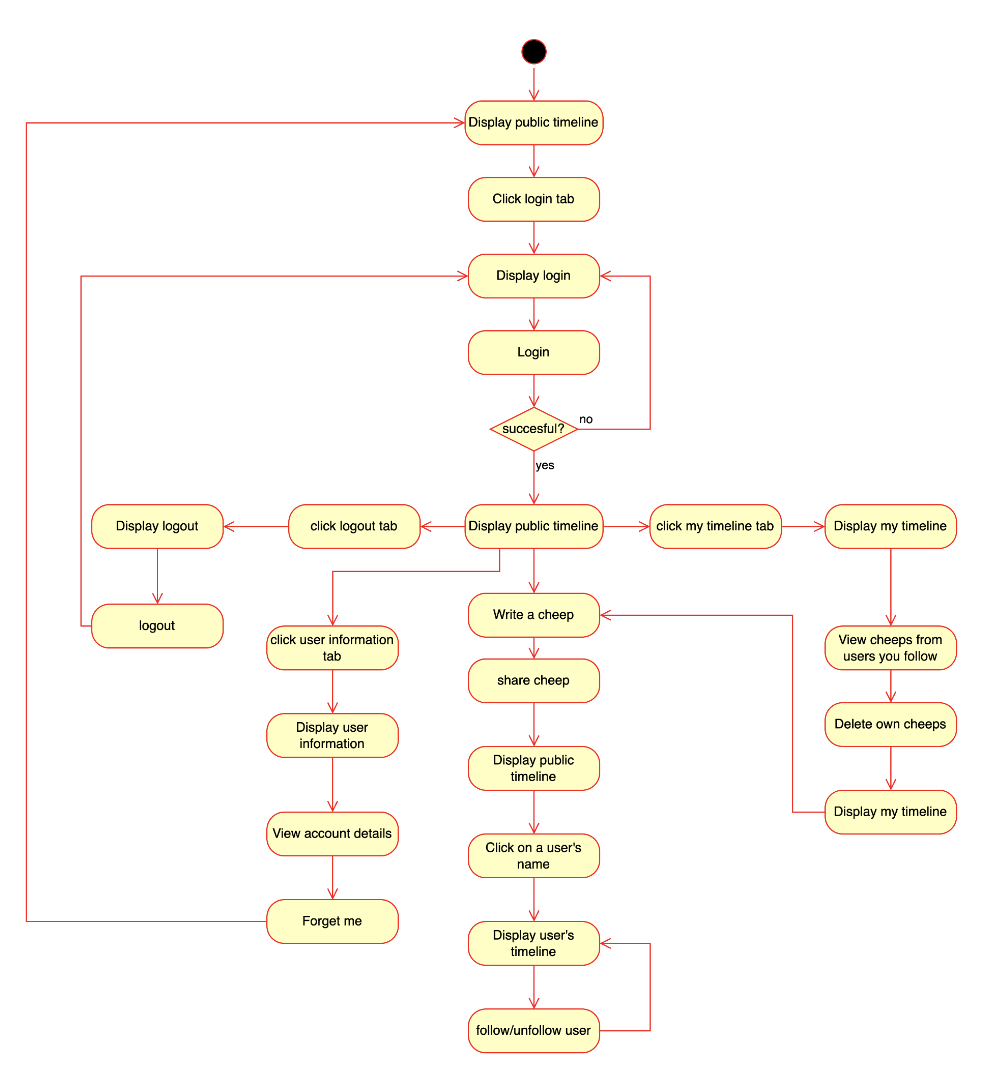 Display public timeline
Click login tab
Display login
Login
succesful?
no
yes
Display logout
click logout tab
Display public timeline
click my timeline tab
Display my timeline
logout
Write a cheep
click user information
tab
View cheeps from
users you follow
share cheep
Display user
information
Delete own cheeps
Display public
timeline
View account details
Display my timeline
Click on a user's
name
Forget me
Display user's
timeline
follow/unfollow user